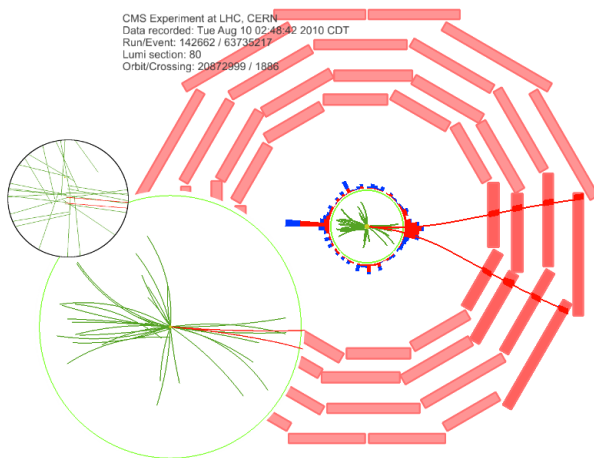 CMS Experiment at LHC, CERN
Data recorded: Tue Aug 10 02:48:42 2010 CDT
Run/Event: 142662 / 63735217
Lumi section: 80
Orbit/Crossing: 20872999 / 1886